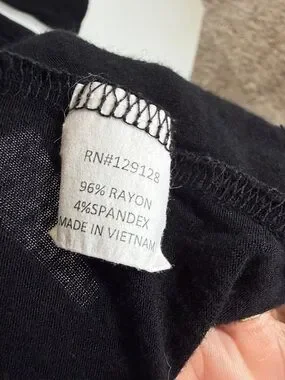 RN#129128
96% RAYON
4%SPANDEX
MADE IN VIETNAM